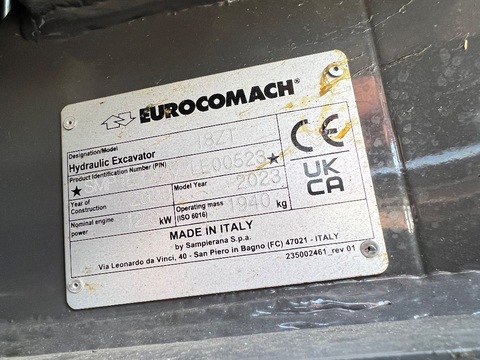 EUROCOMACH®
Designation/Model
18ZT
Hydraulic Excavator
Product Identification Number (PIN)
Year of Construction
Model Year
2023
Nominal engine power
kW
Operating mass (ISO 6016)
1940
kg
CE
UK CA
MADE IN ITALY
by Sampierana S.p.a.
Via Leonardo da Vinci, 40 - San Piero in Bagno (FC) 47021 - ITALY
235002461_rev 01